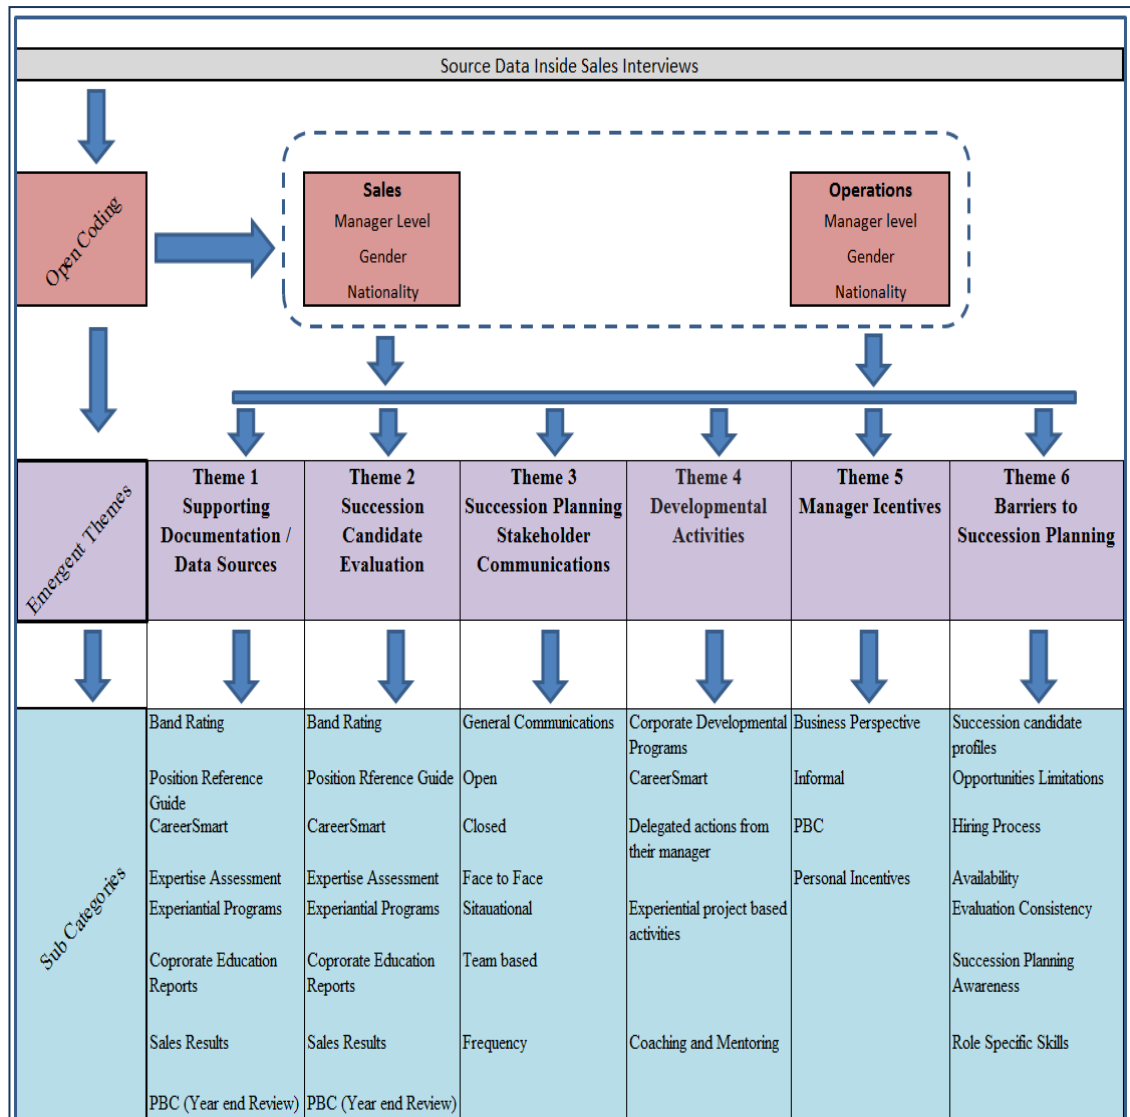 Source Data Inside Sales Interviews
Open Coding
Sales
Manager Level
Gender
Nationality
Operations
Manager level
Gender
Nationality
Emergent Themes
Theme 1
Supporting
Documentation /
Data Sources
Theme 2
Succession
Candidate
Evaluation
Theme 3
Succession Planning
Stakeholder
Communications
Theme 4
Developmental
Activities
Theme 5
Manager Icentives
Theme 6
Barriers to
Succession Planning
Sub Categories
Band Rating
Position Reference
Guide
CareerSmart
Expertise Assessment
Experiantial Programs
Coprorate Education
Reports
Sales Results
PBC (Year end Review)
Band Rating
Position Rference Guide
CareerSmart
Expertise Assessment
Experiantial Programs
Coprorate Education
Reports
Sales Results
PBC (Year end Review)
General Communications
Open
Closed
Face to Face
Sitauational
Team based
Frequency
Corporate Developmental
Programs
CareerSmart
Delegated actions from
their manager
Experiential project based
activities
Coaching and Mentoring
Business Perspective
Informal
PBC
Personal Incentives
Succession candidate
profiles
Opportunities Limitations
Hiring Process
Availability
Evaluation Consistency
Succession Planning
Awareness
Role Specific Skills